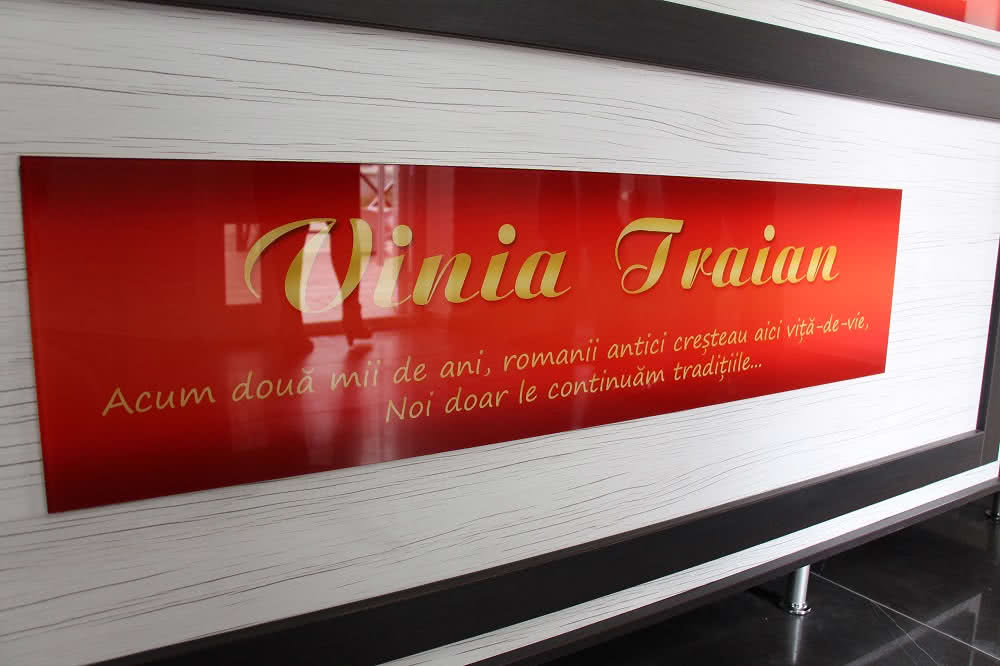 Vinia Traian
Acum două mii de ani, romanii antici creșteau aici viță-de-vie,
Noi doar le continuăm tradițiile...